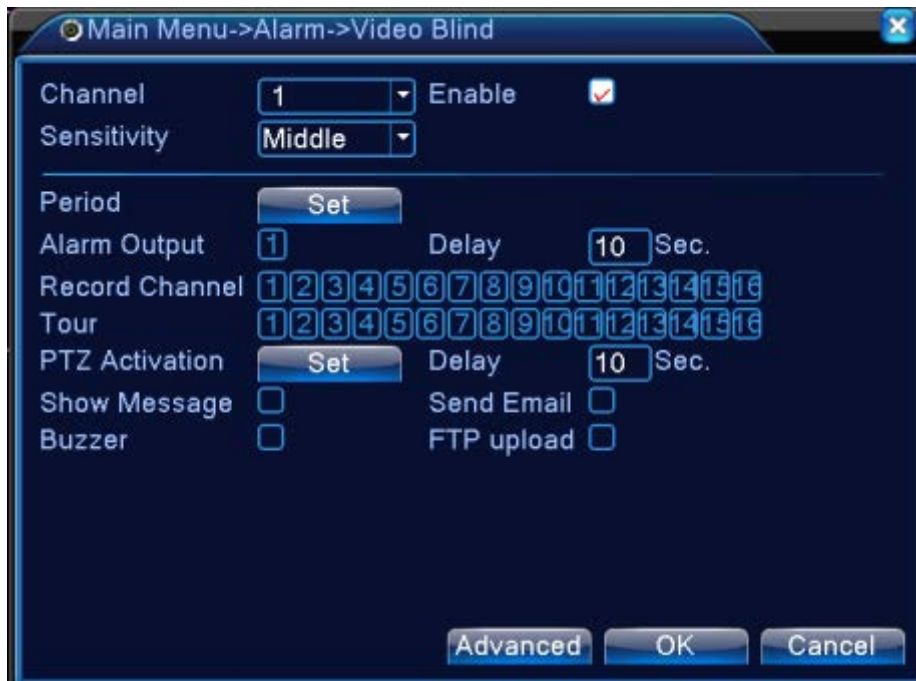 Main Menu->Alarm->Video Blind
Channel 1 Enable
Sensitivity Middle
Period Set
Alarm Output 1 Delay 10 Sec.
Record Channel 1 2 3 4 5 6 7 8 9 10 11 12 13 14 15 16
Tour 1 2 3 4 5 6 7 8 9 10 11 12 13 14 15 16
PTZ Activation Set Delay 10 Sec.
Show Message Send Email
Buzzer FTP upload
Advanced OK Cancel